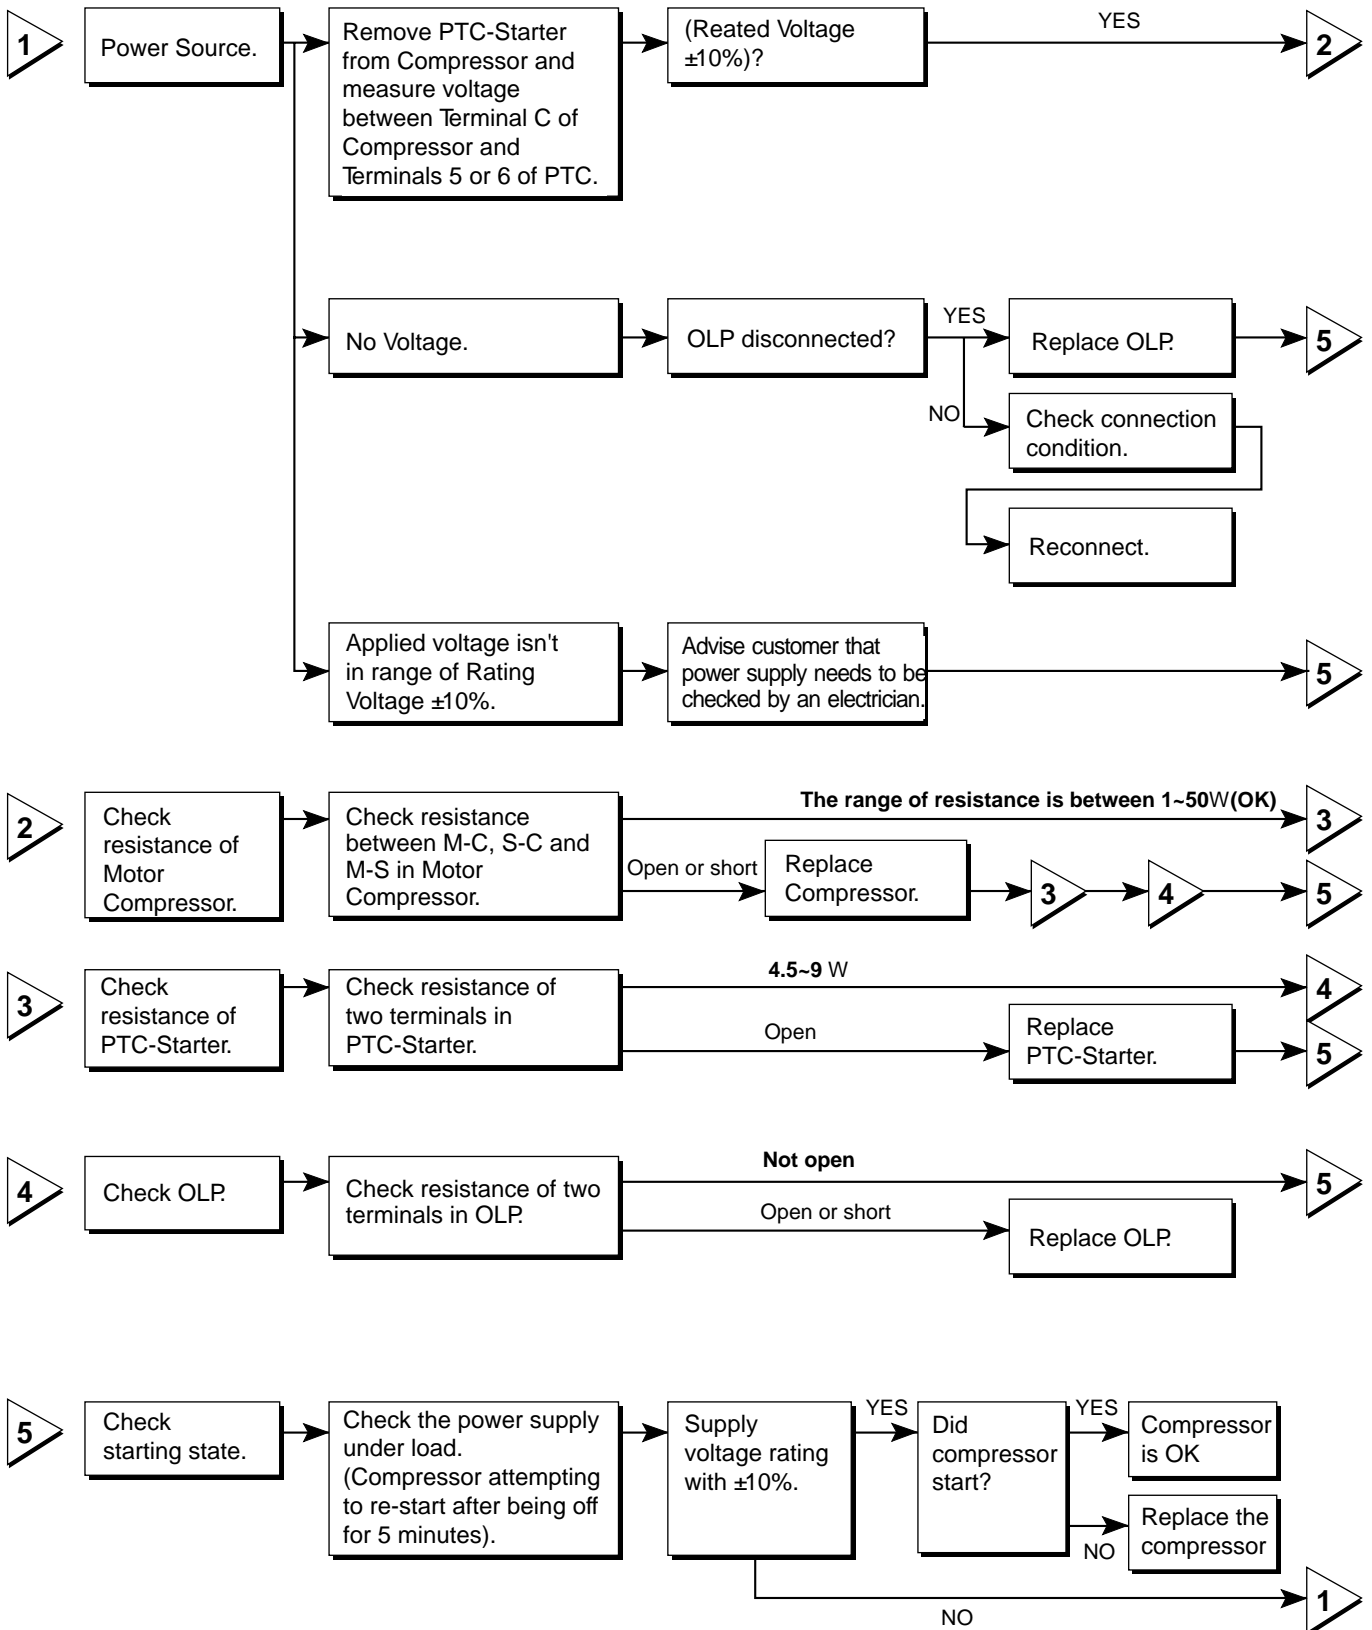 1
Power Source.
Remove PTC-Starter
from Compressor and
measure voltage
between Terminal C of
Compressor and
Terminals 5 or 6 of PTC.
(Reated Voltage
±10%)?
YES
2
No Voltage.
OLP disconnected?
YES
Replace OLP.
5
NO
Check connection
condition.
Reconnect.
Applied voltage isn't
in range of Rating
Voltage ±10%.
Advise customer that
power supply needs to be
checked by an electrician.
5
2
Check
resistance of
Motor
Compressor.
Check resistance
between M-C, S-C and
M-S in Motor
Compressor.
The range of resistance is between 1~50W(OK)
3
Open or short
Replace
Compressor.
3
4
5
3
Check
resistance of
PTC-Starter.
Check resistance of
two terminals in
PTC-Starter.
4.5~9 W
4
Open
Replace
PTC-Starter.
5
4
Check OLP.
Check resistance of two
terminals in OLP.
Not open
5
Open or short
Replace OLP.
5
Check
starting state.
Check the power supply
under load.
(Compressor attempting
to re-start after being off
for 5 minutes).
Supply
voltage rating
with ±10%.
YES
Did
compressor
start?
YES
Compressor
is OK
NO
Replace the
compressor
NO
1